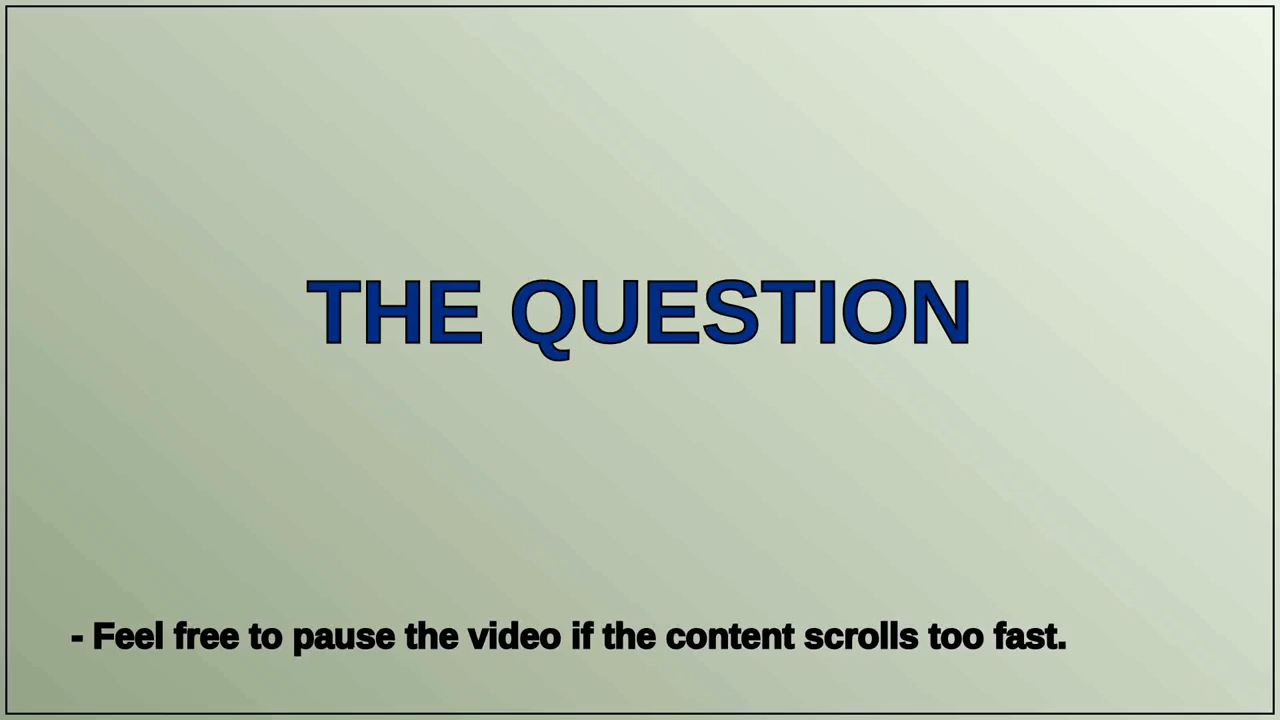 THE QUESTION
- Feel free to pause the video if the content scrolls too fast.